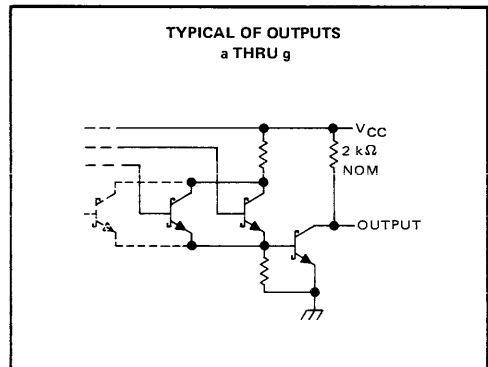 TYPICAL OF OUTPUTS
a THRU g
VCC
2 kΩ
NOM
OUTPUT